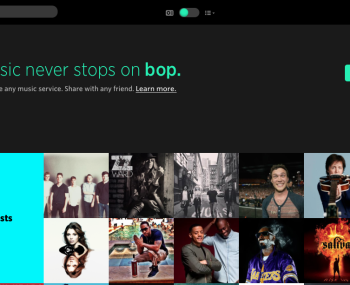 sic never stops on bop.
e any music service. Share with any friend. Learn more.
ZZ
WARD
sts
saliva